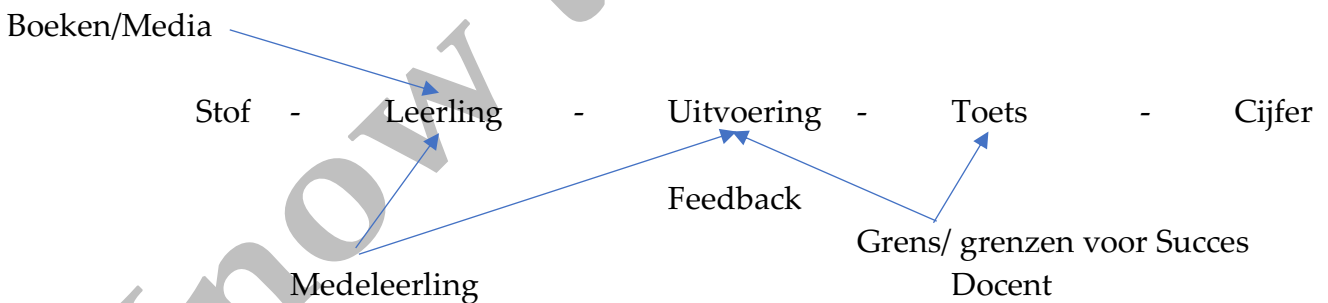 Boeken/Media
Stof - Leerling - Uitvoering - Toets - Cijfer
Feedback
Grens/ grenzen voor Succes
Medeleerling Docent